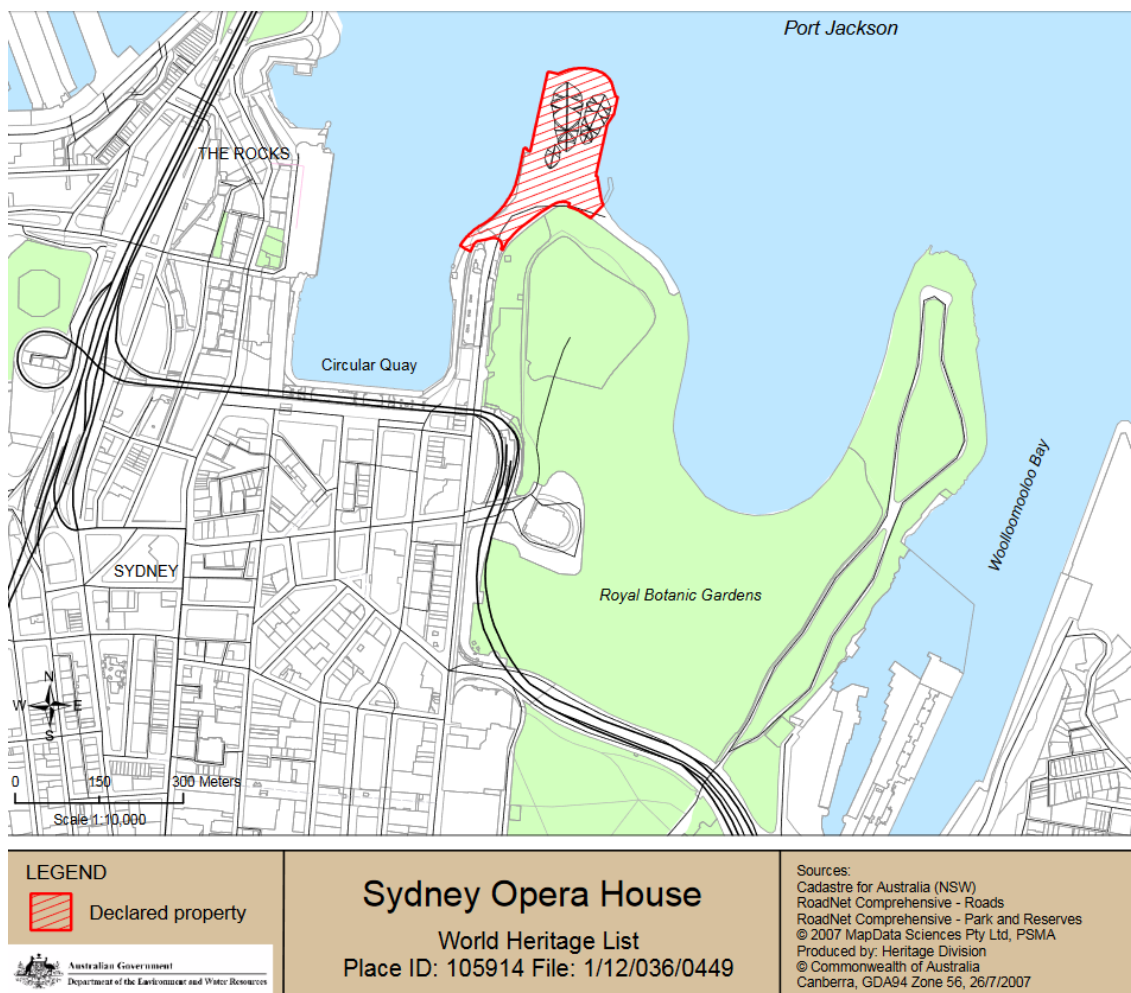 Port Jackson
THE ROCKS
Circular Quay
Woolloomooloo Bay
SYDNEY
Royal Botanic Gardens
N
W
E
S
0
150
300 Meters
Scale 1:10,000
LEGEND
Declared property
Australian Government
Department of the Environment and Water Resources
Sydney Opera House
World Heritage List
Place ID: 105914 File: 1/12/036/0449
Sources:
Cadastre for Australia (NSW)
RoadNet Comprehensive - Roads
RoadNet Comprehensive - Park and Reserves
© 2007 MapData Sciences Pty Ltd, PSMA
Produced by: Heritage Division
© Commonwealth of Australia
Canberra, GDA94 Zone 56, 26/7/2007